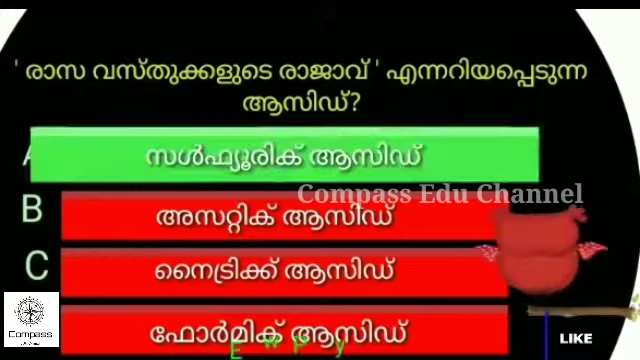 ' രാസ വസ്തുക്കളുടെ രാജാവ് ' എന്നറിയപ്പെടുന്ന
ആസിഡ്?
സൾഫ്യൂരിക് ആസിഡ്
Compass Edu Channel
B അസറ്റിക് ആസിഡ്
C നൈട്രിക്ക് ആസിഡ്
ഫോർമിക് ആസിഡ്
Compass
LIKE